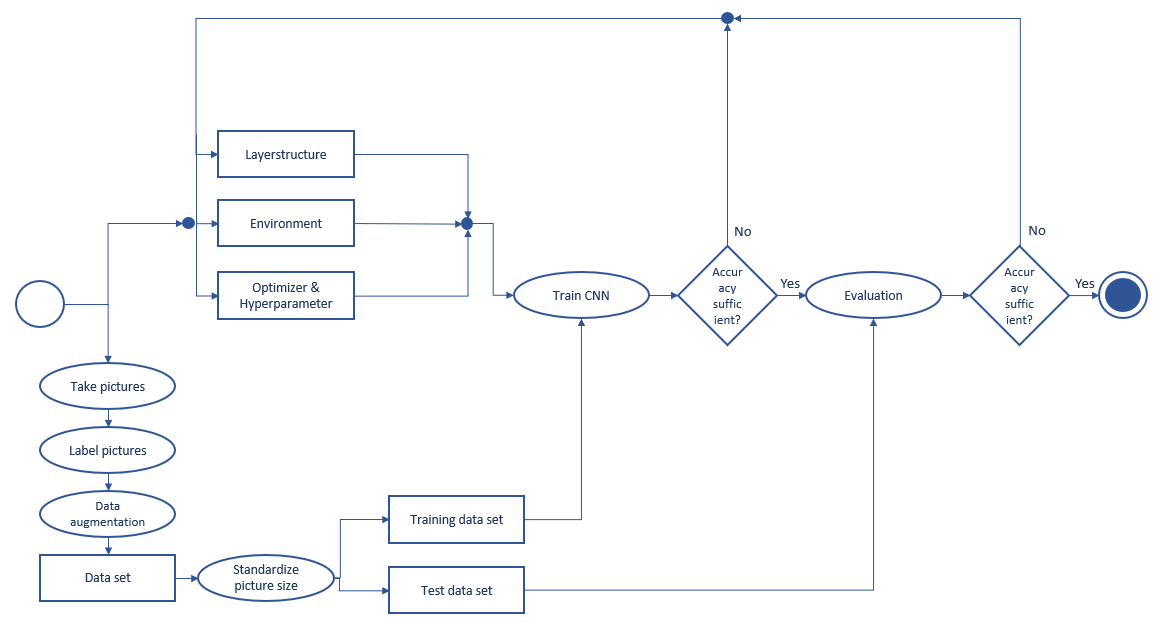 Layerstructure
Environment
Optimizer &
Hyperparameter
Train CNN
No
Accur
acy
suffic
ient?
Yes
Evaluation
No
Accur
acy
suffic
ient?
Yes
Take pictures
Label pictures
Data
augmentation
Data set
Standardize
picture size
Training data set
Test data set